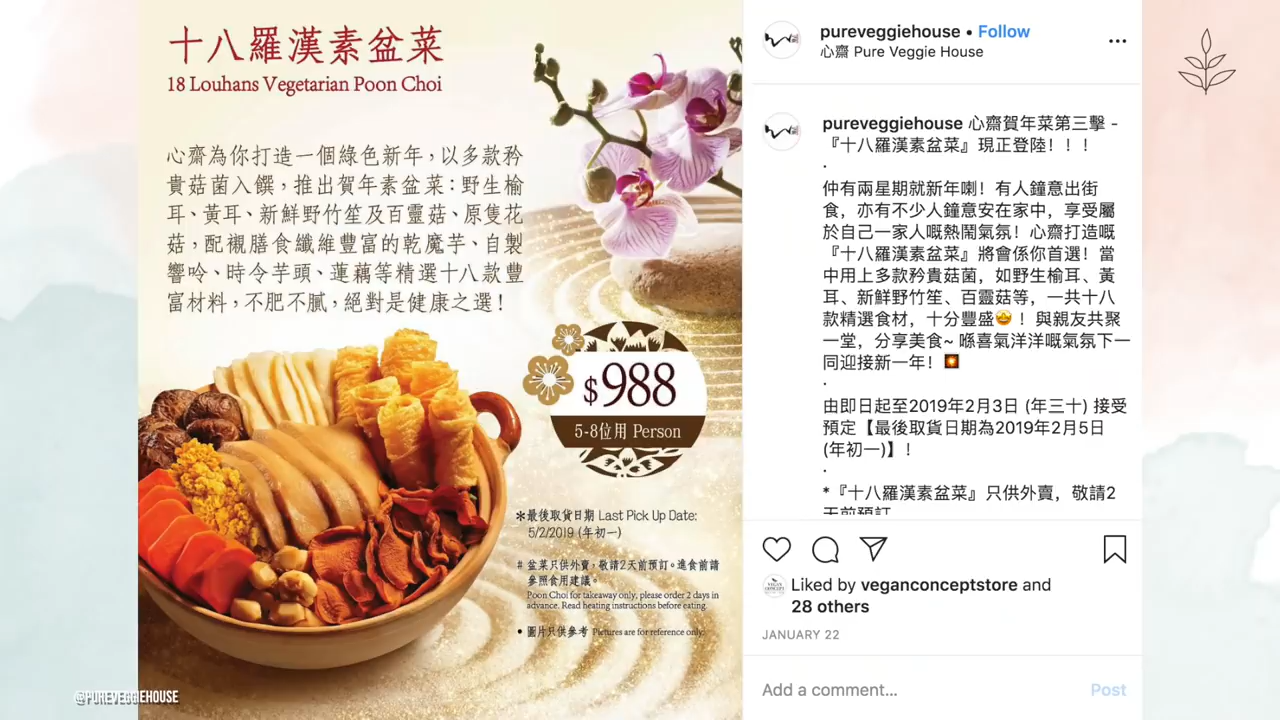 十八羅漢素盆菜
18 Louhans Vegetarian Poon Choi
心齋為你打造一個綠色新年，以多款矜
貴菇菌入饌，推出賀年素盆菜：野生榆
耳、黃耳、新鮮野竹笙及百靈菇、原隻花
菇，配襯膳食纖維豐富的乾魔芋、自製
響呤、時令芋頭、蓮藕等精選十八款豐
富材料，不肥不膩，絕對是健康之選！
$988
5-8位用 Person
*最後取貨日期 Last Pick Up Date:
5/2/2019 (年初一)
# 盆菜只供外賣，敬請2天前預訂。進食前請
參照食用建議。
Poon Choi for takeaway only, please order 2 days in
advance. Read heating instructions before eating.
• 圖片只供參考 Pictures are for reference only.
@PUREVEGGIEHOUSE
pureveggiehouse • Follow
心齋 Pure Veggie House
pureveggiehouse 心齋賀年菜第三擊 -
『十八羅漢素盆菜』現正登陸！！！
.
仲有兩星期就新年喇！有人鐘意出街
食，亦有不少人鐘意安在家中，享受屬
於自己一家人嘅熱鬧氣氛！心齋打造嘅
『十八羅漢素盆菜』將會係你首選！當
中用上多款矜貴菇菌，如野生榆耳、黃
耳、新鮮野竹笙、百靈菇等，一共十八
款精選食材，十分豐盛🤩！與親友共聚
一堂，分享美食~ 喺喜氣洋洋嘅氣氛下一
同迎接新一年！🎇
.
由即日起至2019年2月3日 (年三十) 接受
預定【最後取貨日期為2019年2月5日
(年初一)】!
.
*『十八羅漢素盆菜』只供外賣，敬請2
天前預訂
Liked by veganconceptstore and
28 others
JANUARY 22
Add a comment...
Post